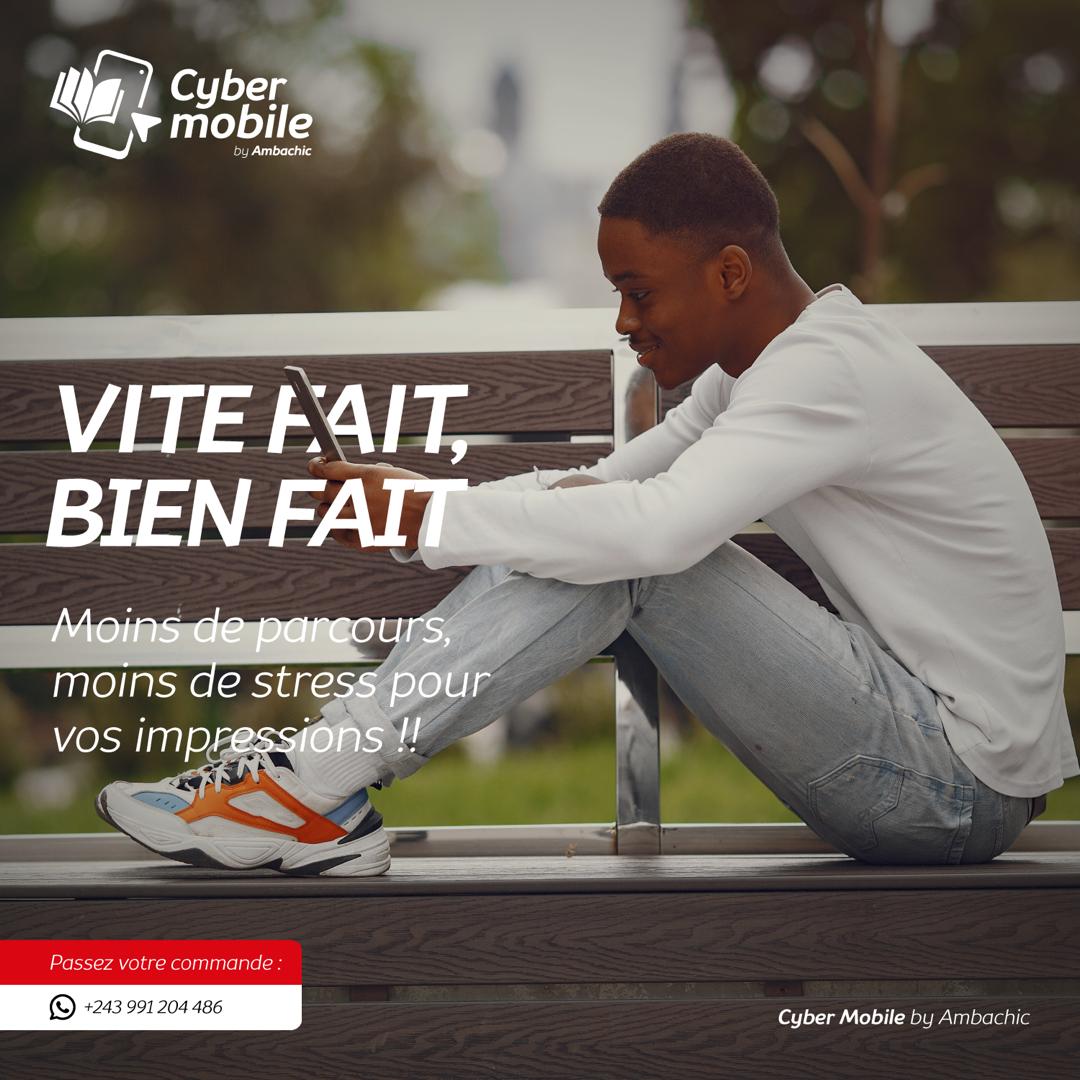 Cyber
mobile
by Ambachic
VITE FAIT,
BIEN FAIT
Moins de parcours,
moins de stress pour
vos impressions !!
Passez votre commande :
+243 991 204 486
Cyber Mobile by Ambachic